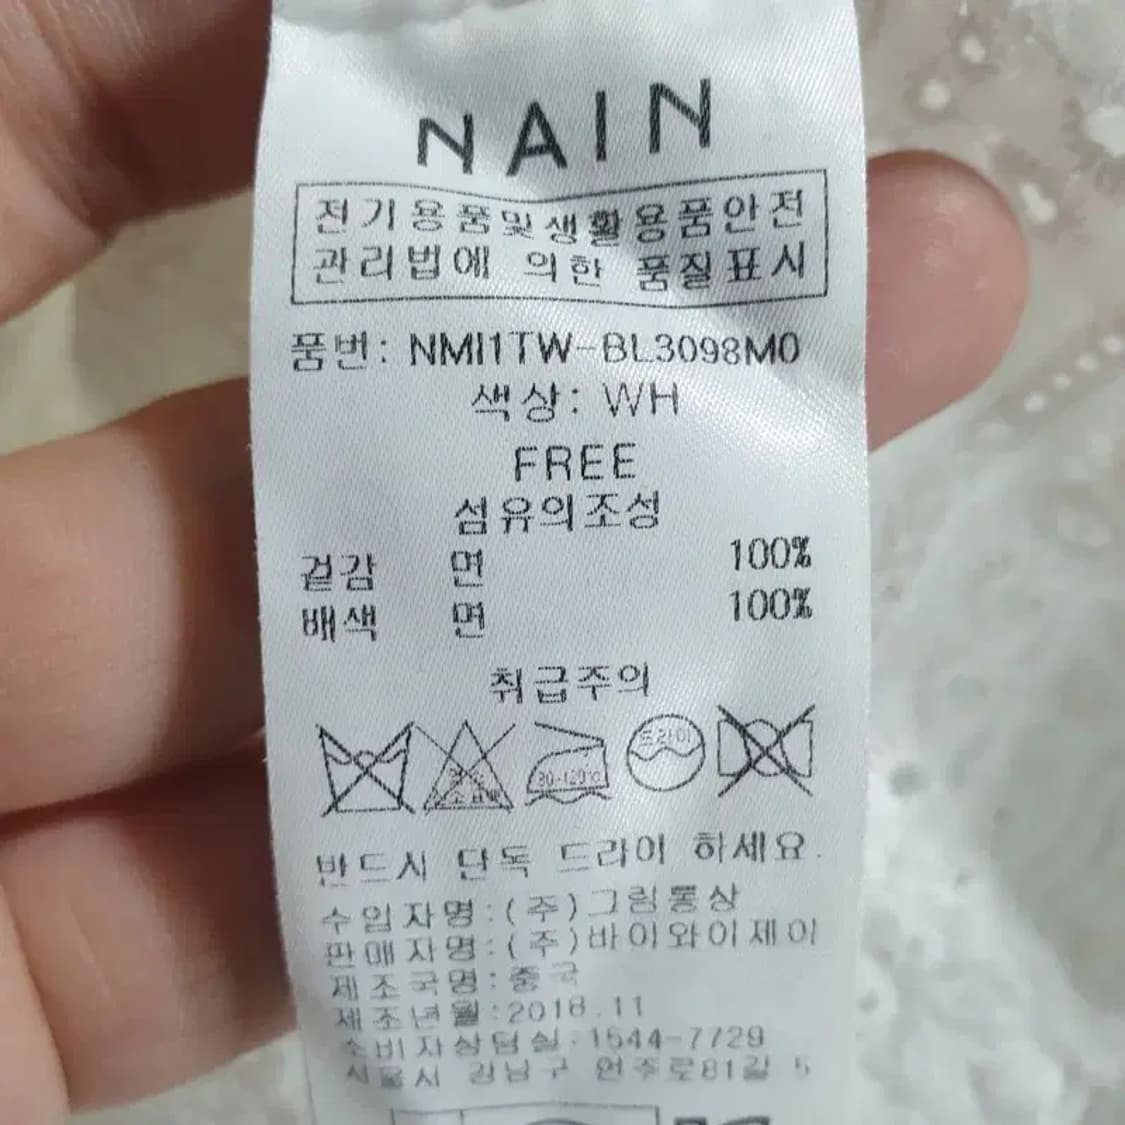 NAIN
전기용품및생활용품안전
관리법에 의한 품질표시
품번: NMI1TW-BL3098M0
색상: WH
FREE
섬유의조성
겉감 면 100%
배색 면 100%
취급주의
드라이
80-120℃
반드시 단독 드라이 하세요.
수입자명:(주)그림통상
판매자명:(주)바이와이제이
제조국명:중국
제조년월:2018.11
소비자상담실:1544-7729
서울시 강남구 언주로81길 5